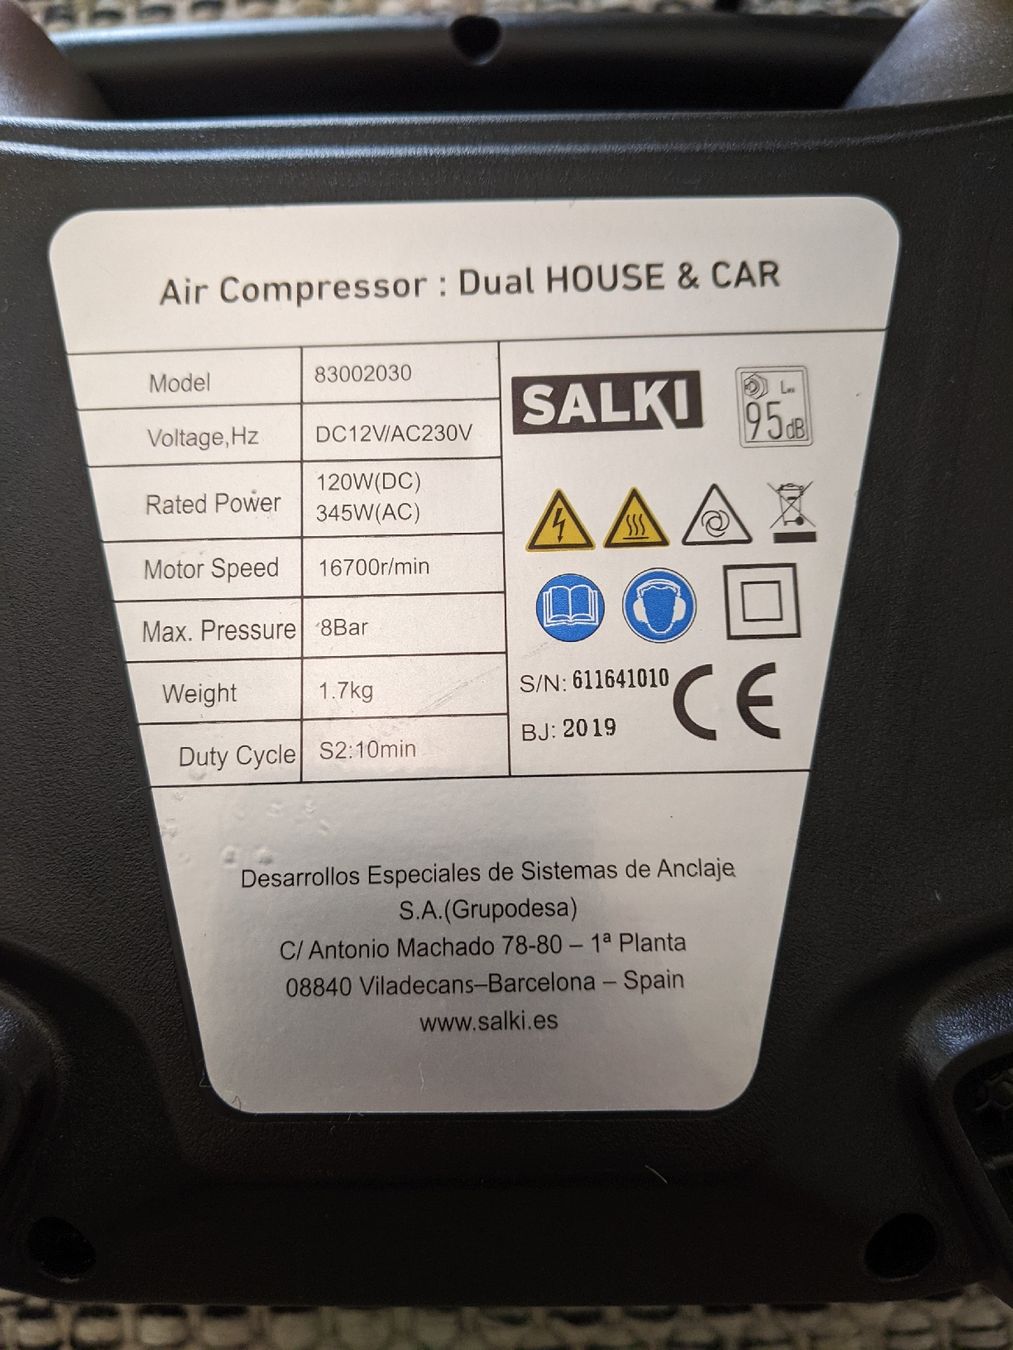 Air Compressor : Dual HOUSE & CAR
Model 83002030
Voltage,Hz DC12V/AC230V
Rated Power 120W(DC)
345W(AC)
Motor Speed 16700r/min
Max. Pressure 8Bar
Weight 1.7kg
Duty Cycle S2:10min
SALKI
95dB
S/N: 611641010
BJ: 2019
CE
Desarrollos Especiales de Sistemas de Anclaje
S.A.(Grupodesa)
C/ Antonio Machado 78-80 – 1ª Planta
08840 Viladecans–Barcelona – Spain
www.salki.es